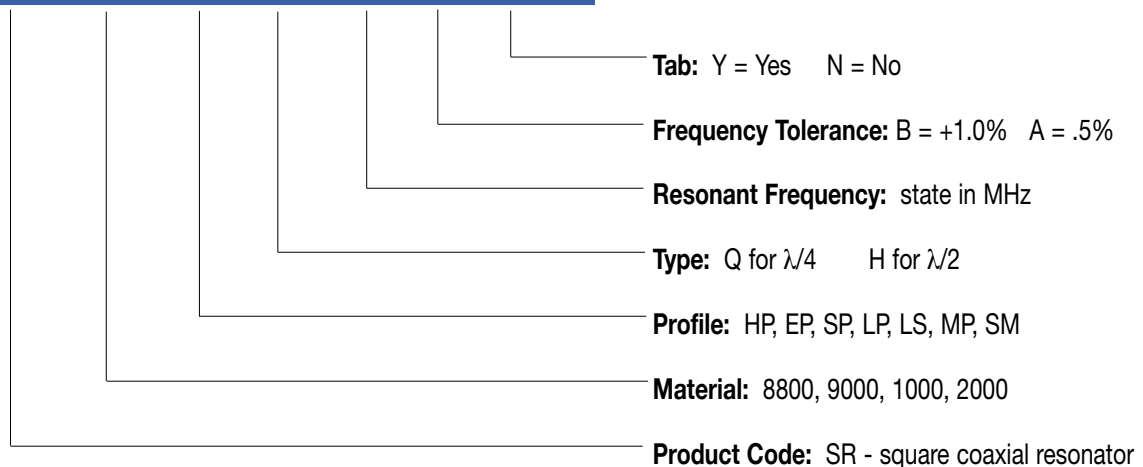 Tab: Y = Yes N = No
Frequency Tolerance: B = +1.0% A = .5%
Resonant Frequency: state in MHz
Type: Q for λ/4 H for λ/2
Profile: HP, EP, SP, LP, LS, MP, SM
Material: 8800, 9000, 1000, 2000
Product Code: SR - square coaxial resonator